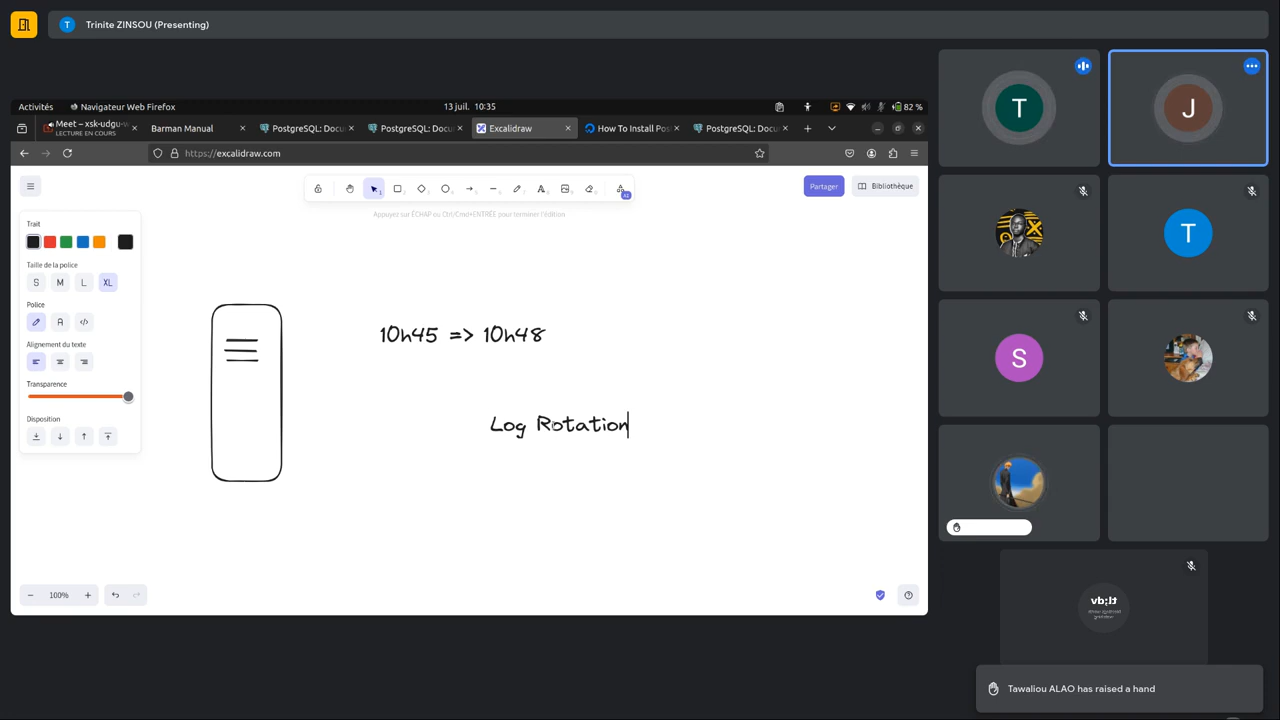 Trinite ZINSOU (Presenting)
T
Activités
Navigateur Web Firefox
13 juil. 10:35
82 %
Meet – xsk-udgu-w
LECTURE EN COURS
Barman Manual
PostgreSQL: Docu
PostgreSQL: Docu
Excalidraw
How To Install Pos
PostgreSQL: Docu
https://excalidraw.com
Partager
Bibliothèque
Appuyez sur ÉCHAP ou Ctrl/Cmd+ENTRÉE pour terminer l'édition
Trait
Taille de la police
S M L XL
Police
A
Alignement du texte
Transparence
Disposition
10h45 => 10h48
Log Rotation
100%
T
J
T
S
Tawaliou ALAO has raised a hand